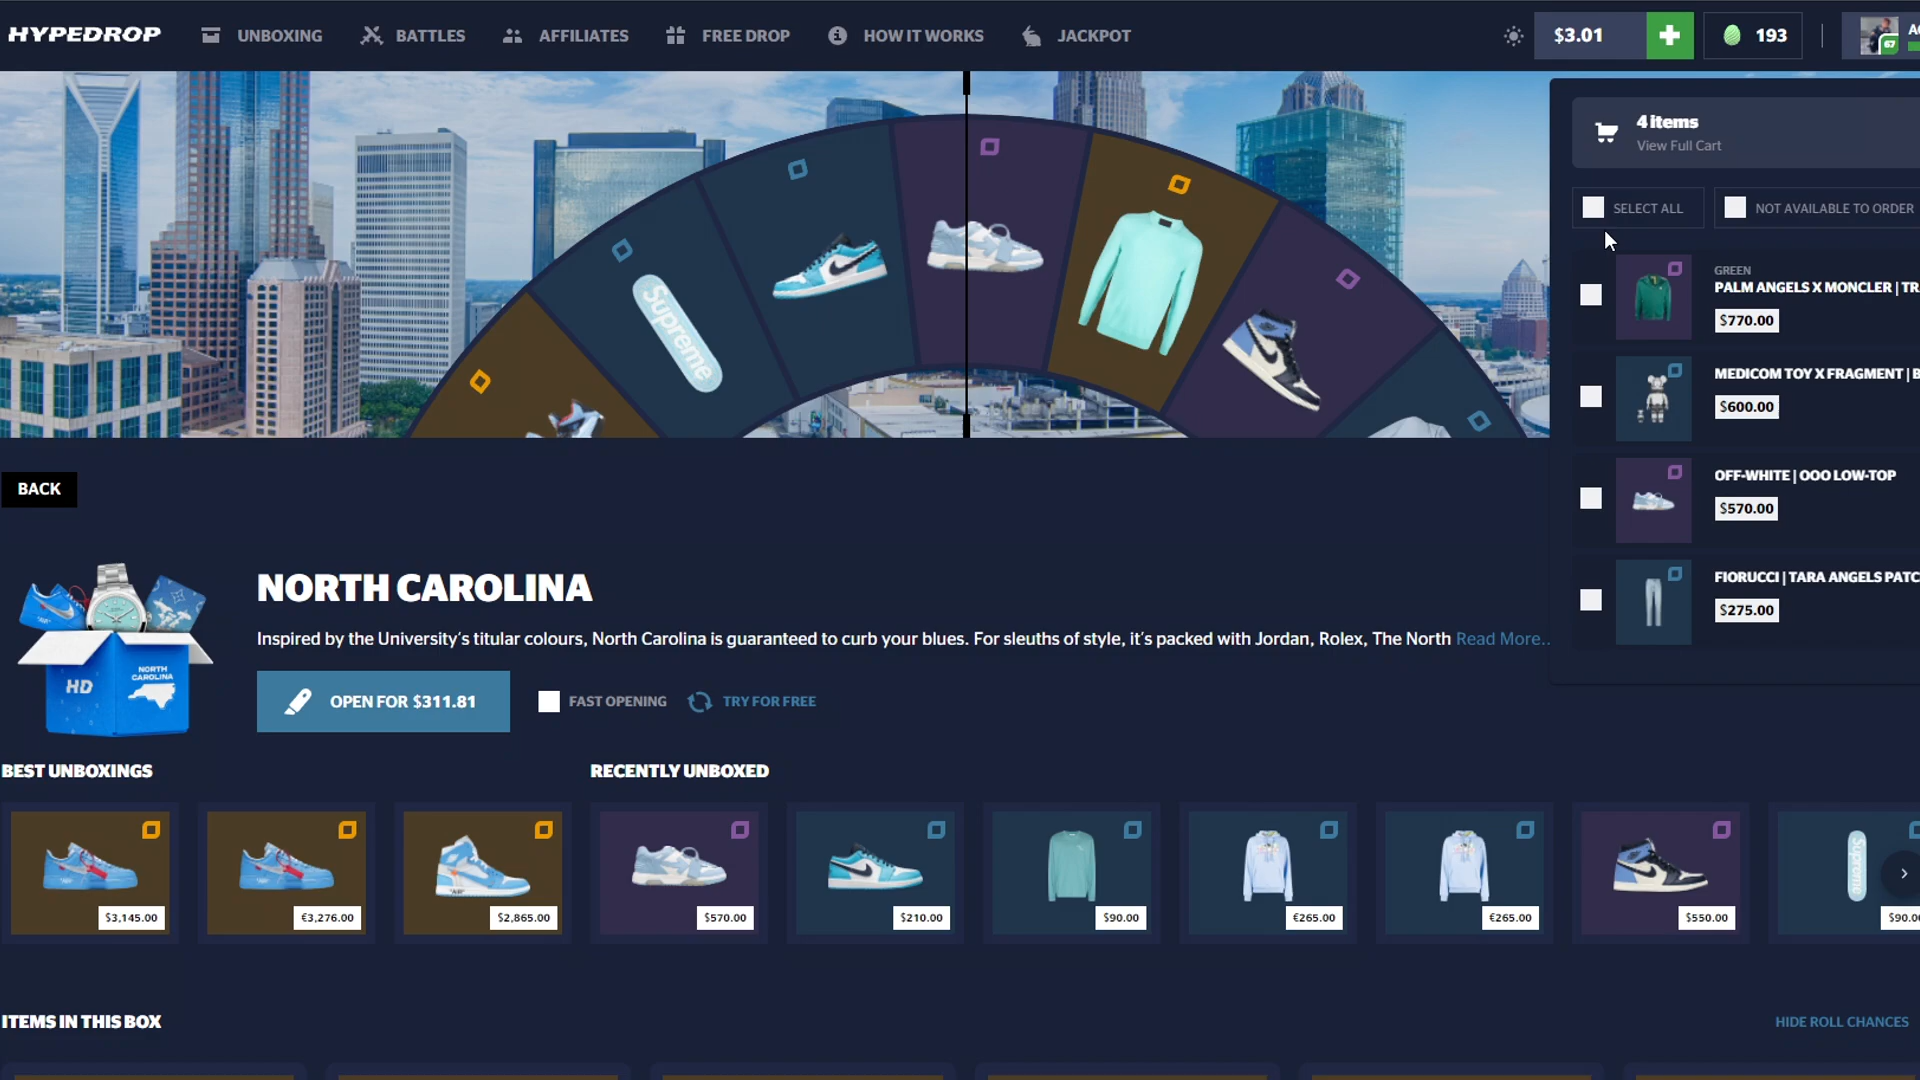 HYPEDROP
UNBOXING
BATTLES
AFFILIATES
FREE DROP
HOW IT WORKS
JACKPOT
$3.01
193
67
4 items
View Full Cart
SELECT ALL
NOT AVAILABLE TO ORDER
GREEN
PALM ANGELS X MONCLER |
$770.00
MEDICOM TOY X FRAGMENT |
$600.00
OFF-WHITE | OOO LOW-TOP
$570.00
FIORUCCI | TARA ANGELS
$275.00
Supreme
BACK
HD
NORTH
CAROLINA
NORTH CAROLINA
Inspired by the University's titular colours, North Carolina is guaranteed to curb your blues. For sleuths of style, it's packed with Jordan, Rolex, The North Read More..
OPEN FOR $311.81
FAST OPENING
TRY FOR FREE
BEST UNBOXINGS
RECENTLY UNBOXED
$3,145.00
€3,276.00
"AIR"
$2,865.00
$570.00
$210.00
$90.00
€265.00
€265.00
$550.00
Supreme
$90.00
ITEMS IN THIS BOX
HIDE ROLL CHANCES